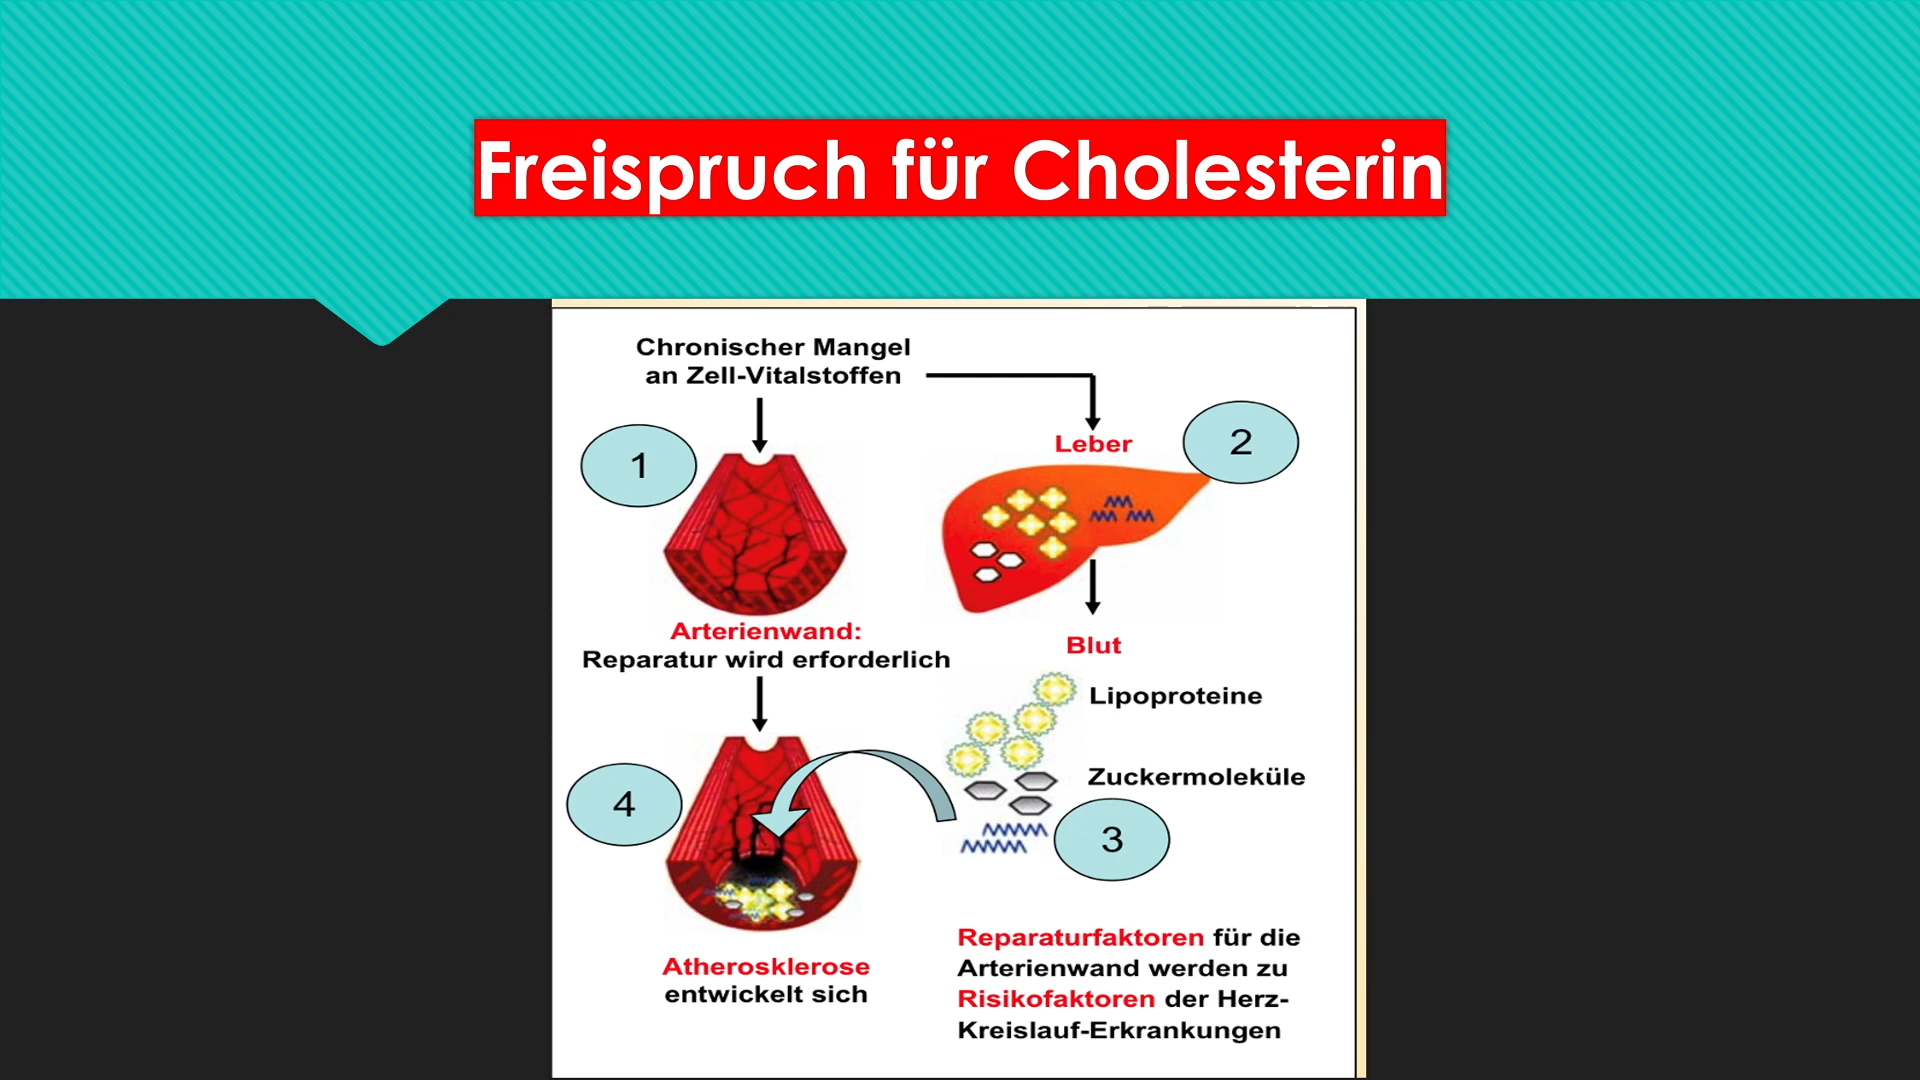 Freispruch für Cholesterin
Chronischer Mangel
an Zell-Vitalstoffen
1
Leber
2
Arterienwand:
Reparatur wird erforderlich
Blut
Lipoproteine
Zuckermoleküle
3
4
Atherosklerose
entwickelt sich
Reparaturfaktoren für die
Arterienwand werden zu
Risikofaktoren der Herz-
Kreislauf-Erkrankungen